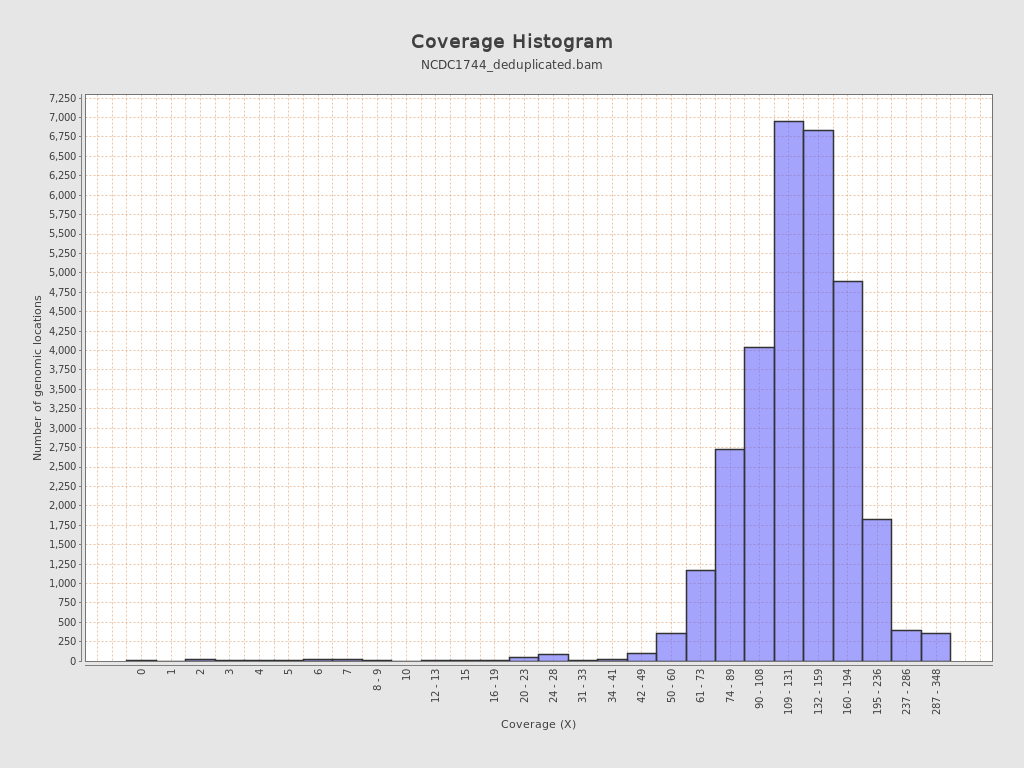 Coverage Histogram
NCDC1744_deduplicated.bam
7,250
7,000
6,750
6,500
6,250
6,000
5,750
5,500
5,250
5,000
4,750
4,500
4,250
4,000
3,750
3,500
3,250
3,000
2,750
2,500
2,250
2,000
1,750
1,500
1,250
1,000
750
500
250
0
Number of genomic locations
0
1
2
3
4
5
6
7
8 - 9
10
12 - 13
15
16 - 19
20 - 23
24 - 28
31 - 33
34 - 41
42 - 49
50 - 60
61 - 73
74 - 89
90 - 108
109 - 131
132 - 159
160 - 194
195 - 236
237 - 286
287 - 348
Coverage (X)